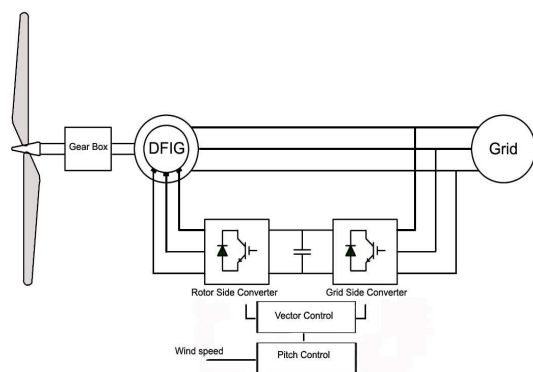 Gear Box
DFIG
Grid
Rotor Side Converter
Grid Side Converter
Vector Control
Wind speed
Pitch Control